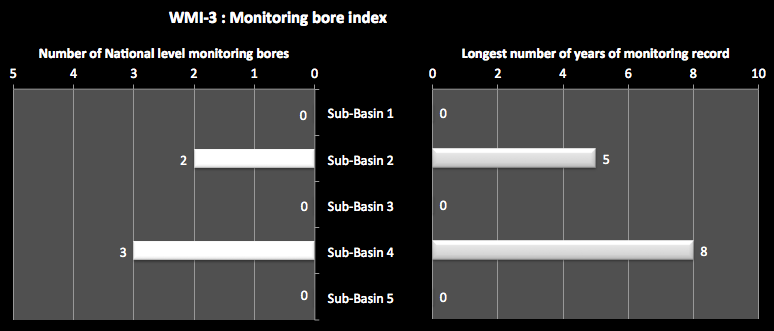 WMI-3 : Monitoring bore index
Number of National level monitoring bores
Longest number of years of monitoring record
5 4 3 2 1 0
0 2 4 6 8 10
0 Sub-Basin 1 0
2 Sub-Basin 2 5
0 Sub-Basin 3 0
3 Sub-Basin 4 8
0 Sub-Basin 5 0